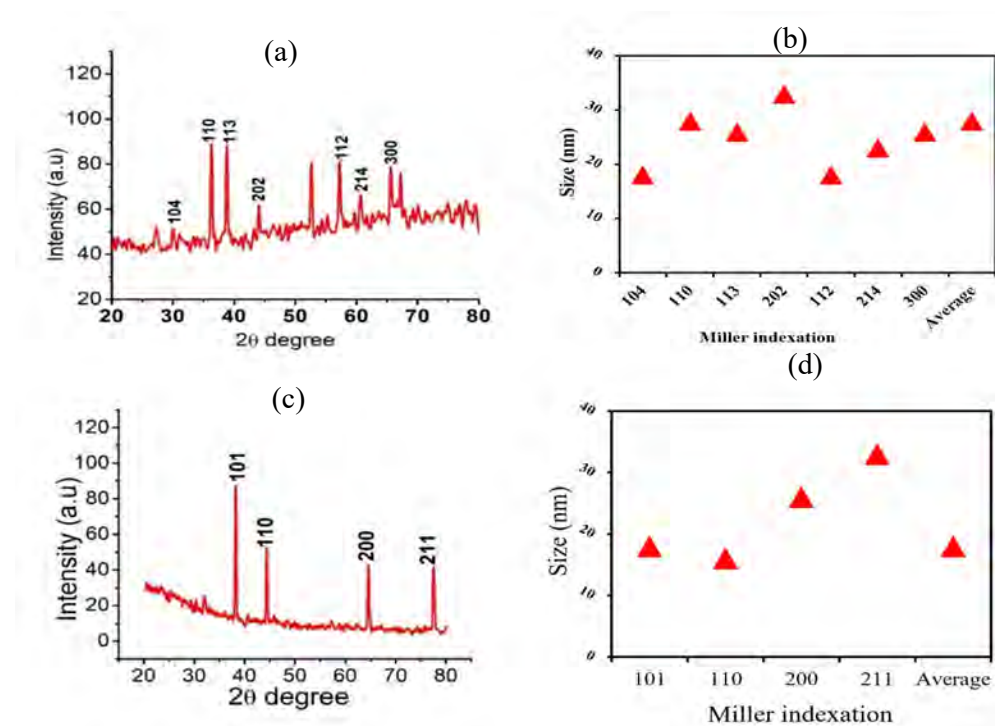 (a)
120
100
80
60
40
20
Intensity (a.u)
104
110
113
202
112
214
300
20 30 40 50 60 70 80
2θ degree
(b)
40
30
20
10
0
Size (nm)
104 110 113 202 112 214 300 Average
Miller indexation
(c)
120
100
80
60
40
20
0
Intensity (a.u)
101
110
200
211
20 30 40 50 60 70 80
2θ degree
(d)
40
30
20
10
0
Size (nm)
101 110 200 211 Average
Miller indexation